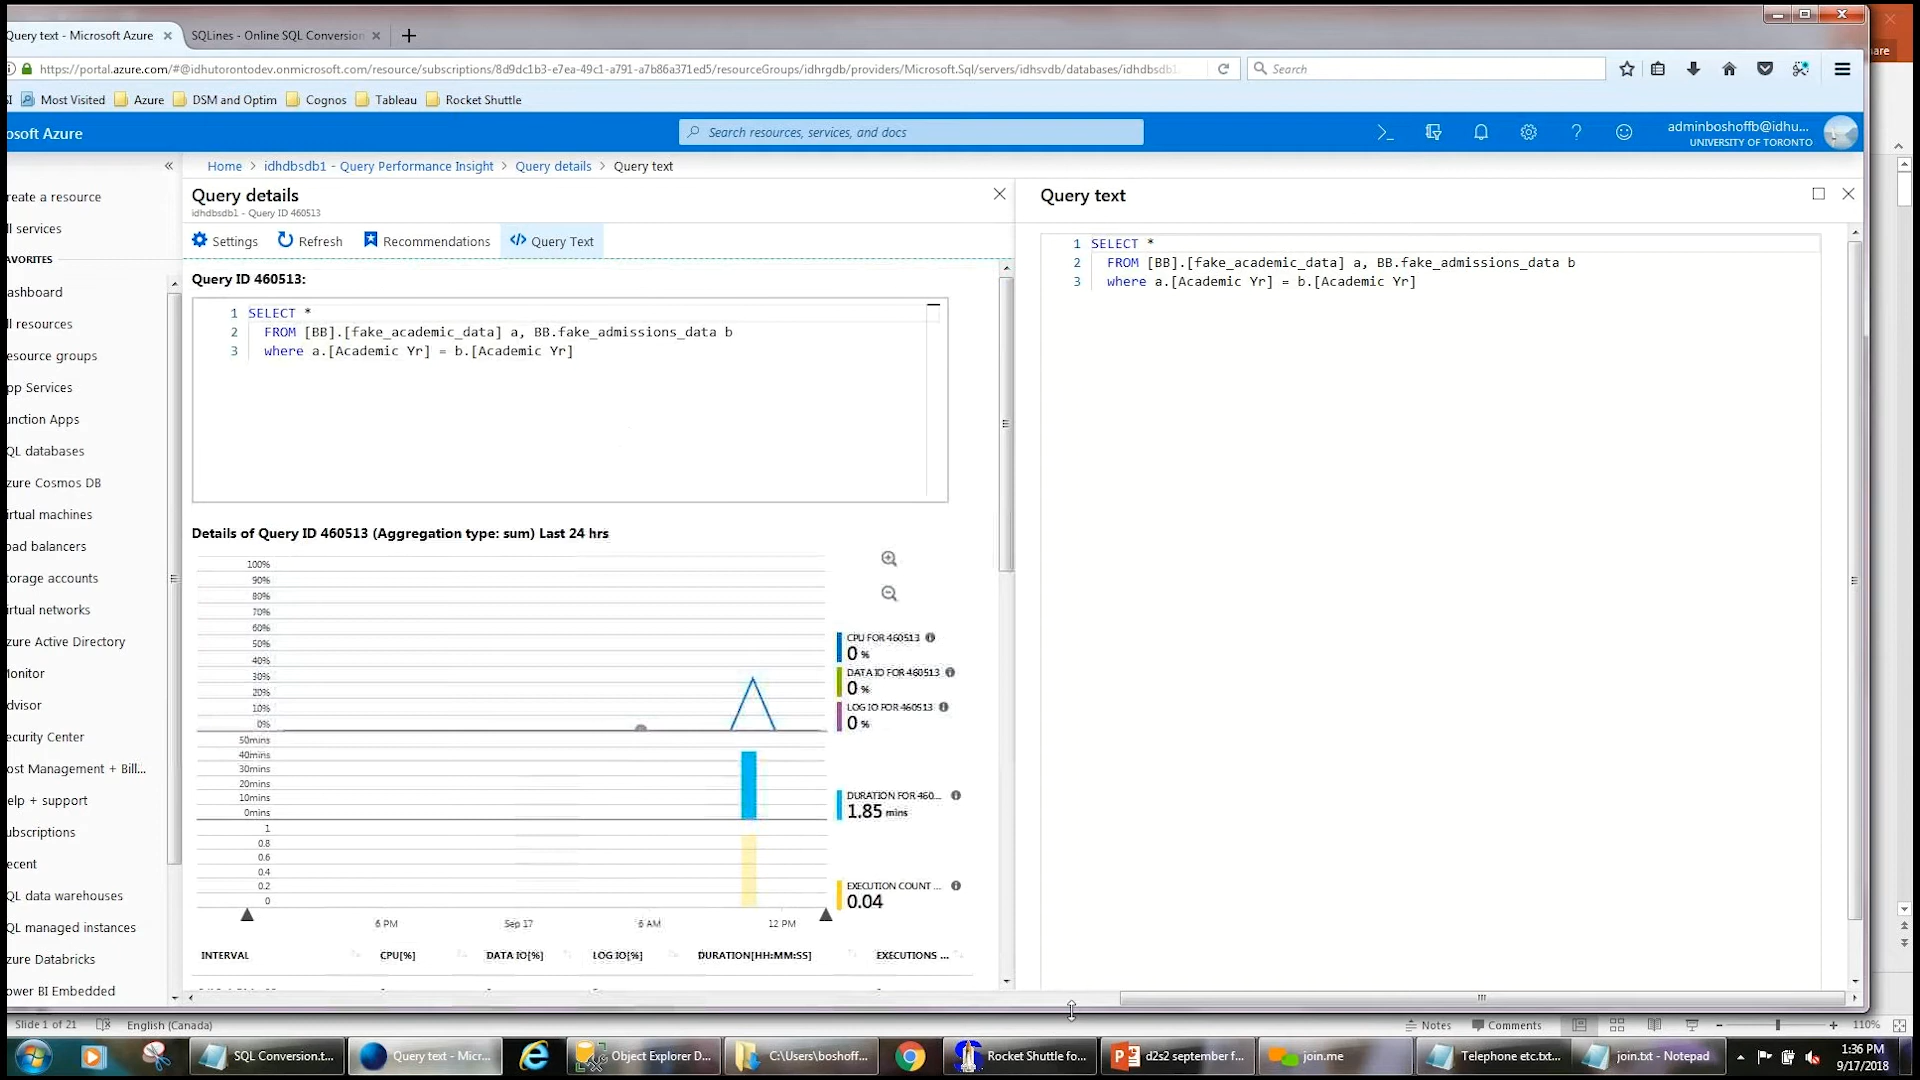 are
Query text - Microsoft Azure
SQLines - Online SQL Conversion
https://portal.azure.com/#@idhutorontodev.onmicrosoft.com/resource/subscriptions/8d9dc1b3-e7ea-49c1-a791-a7b86a371ed5/resourceGroups/idhrgdb/providers/Microsoft.Sql/servers/idhsvdb/databases/idhdbsdb1
Search
Most Visited Azure DSM and Optim Cognos Tableau Rocket Shuttle
osoft Azure
Search resources, services, and docs
adminboshoffb@idhu...
UNIVERSITY OF TORONTO
Home > idhdbsdb1 - Query Performance Insight > Query details > Query text
reate a resource
ll services
AVORITES
ashboard
ll resources
esource groups
pp Services
unction Apps
QL databases
zure Cosmos DB
irtual machines
oad balancers
torage accounts
irtual networks
zure Active Directory
Monitor
dvisor
ecurity Center
ost Management + Bill...
elp + support
ubscriptions
ecent
QL data warehouses
QL managed instances
zure Databricks
ower BI Embedded
Query details
idhdbsdb1 - Query ID 460513
Settings Refresh Recommendations Query Text
Query ID 460513:
1 SELECT *
2 FROM [BB].[fake_academic_data] a, BB.fake_admissions_data b
3 where a.[Academic Yr] = b.[Academic Yr]
Details of Query ID 460513 (Aggregation type: sum) Last 24 hrs
100%
90%
80%
70%
60%
50%
40%
30%
20%
10%
0%
50mins
40mins
30mins
20mins
10mins
0mins
1
0.8
0.6
0.4
0.2
0
6 PM Sep 17 6 AM 12 PM
CPU FOR 460513
0 %
DATA IO FOR 460513
0 %
LOG IO FOR 460513
0 %
DURATION FOR 460...
1.85 mins
EXECUTION COUNT ...
0.04
INTERVAL CPU[%] DATA IO[%] LOG IO[%] DURATION[HH:MM:SS] EXECUTIONS ...
Query text
1 SELECT *
2 FROM [BB].[fake_academic_data] a, BB.fake_admissions_data b
3 where a.[Academic Yr] = b.[Academic Yr]
Slide 1 of 21 English (Canada)
Notes Comments 110%
SQL Conversion.t... Query text - Micr... Object Explorer D... C:\Users\boshoff... Rocket Shuttle fo... d2s2 september f... join.me Telephone etc.txt... join.txt - Notepad
1:36 PM
9/17/2018